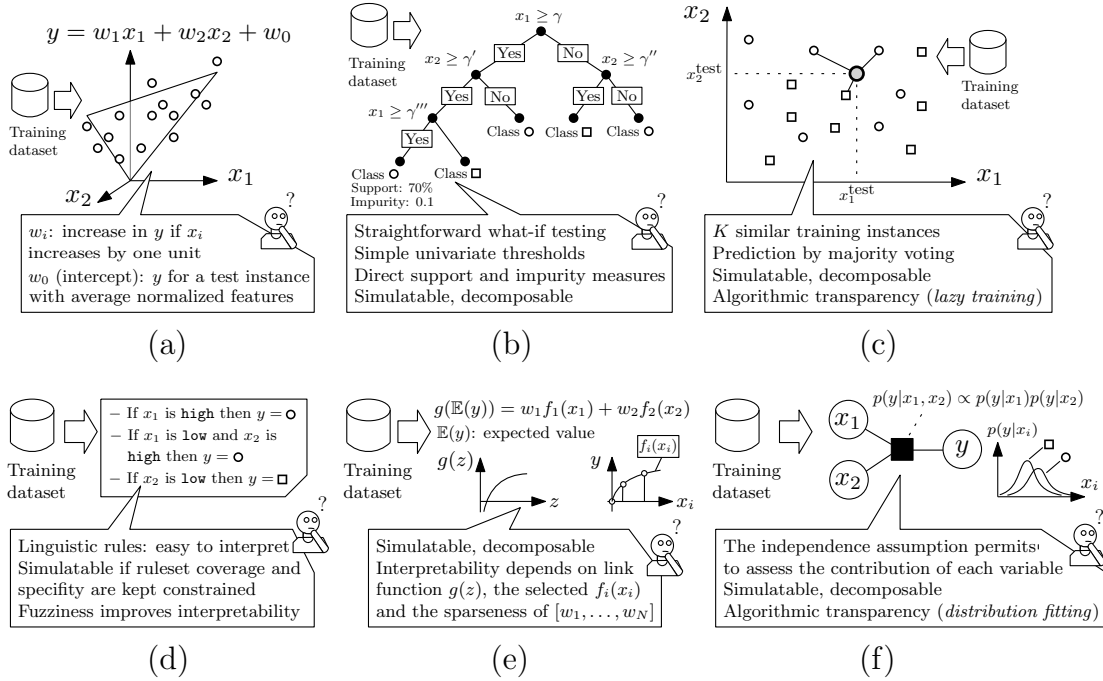 y = w₁x₁ + w₂x₂ + w₀
Training
dataset
x₁
x₂
?
wᵢ: increase in y if xᵢ
increases by one unit
w₀ (intercept): y for a test instance
with average normalized features
(a)
Training
dataset
x₁ ≥ γ
Yes
No
x₂ ≥ γ′
x₂ ≥ γ″
Yes
No
Yes
No
x₁ ≥ γ‴
Class
Class
Class
Yes
Class
Class
Support: 70%
Impurity: 0.1
?
Straightforward what-if testing
Simple univariate thresholds
Direct support and impurity measures
Simulatable, decomposable
(b)
x₂
x₂ᵗᵉˢᵗ
Training
dataset
x₁ᵗᵉˢᵗ
x₁
?
K similar training instances
Prediction by majority voting
Simulatable, decomposable
Algorithmic transparency (lazy training)
(c)
Training
dataset
– If x₁ is high then y =
– If x₁ is low and x₂ is
high then y =
– If x₂ is low then y =
?
Linguistic rules: easy to interpret
Simulatable if ruleset coverage and
specifity are kept constrained
Fuzziness improves interpretability
(d)
Training
dataset
g(𝔼(y)) = w₁f₁(x₁) + w₂f₂(x₂)
𝔼(y): expected value
g(z)
z
y
fᵢ(xᵢ)
xᵢ
?
Simulatable, decomposable
Interpretability depends on link
function g(z), the selected fᵢ(xᵢ)
and the sparseness of [w₁, . . . , w_N]
(e)
Training
dataset
p(y|x₁, x₂) ∝ p(y|x₁)p(y|x₂)
x₁
x₂
y
p(y|xᵢ)
xᵢ
?
The independence assumption permits
to assess the contribution of each variable
Simulatable, decomposable
Algorithmic transparency (distribution fitting)
(f)